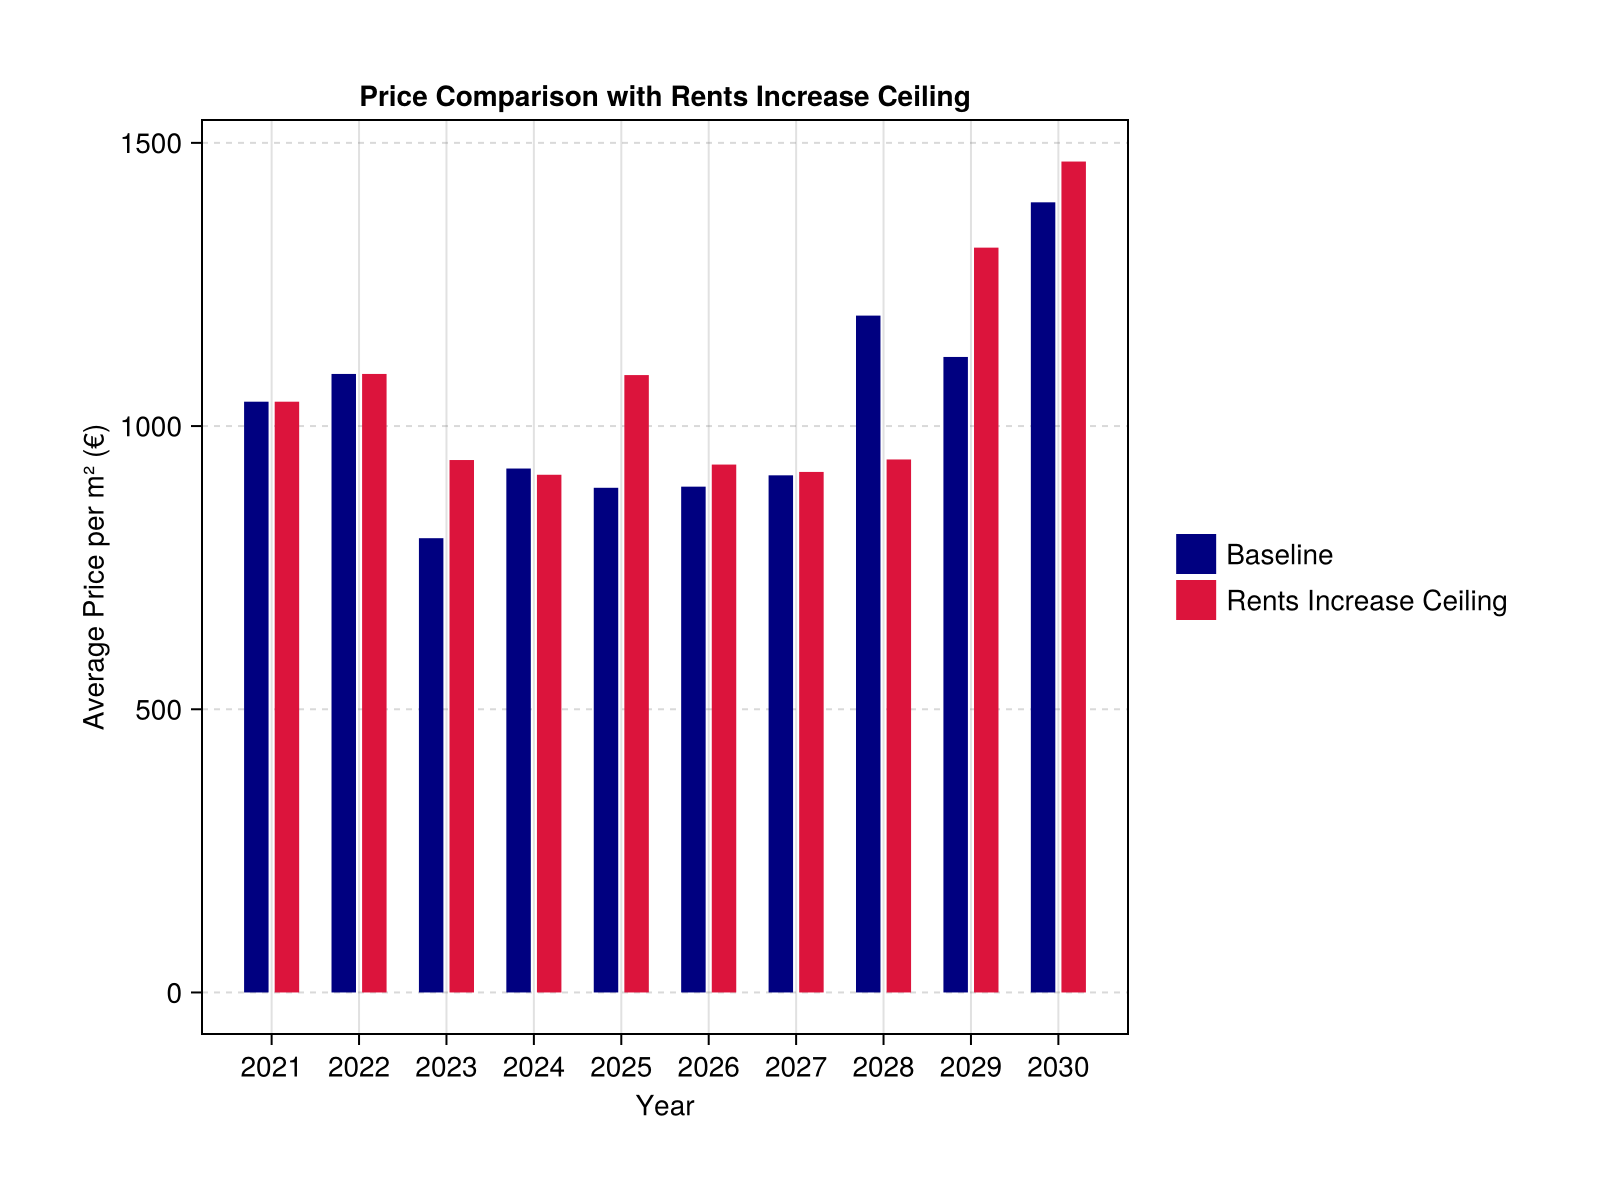 Price Comparison with Rents Increase Ceiling
1500
1000
500
0
Average Price per m² (€)
2021 2022 2023 2024 2025 2026 2027 2028 2029 2030
Year
Baseline
Rents Increase Ceiling